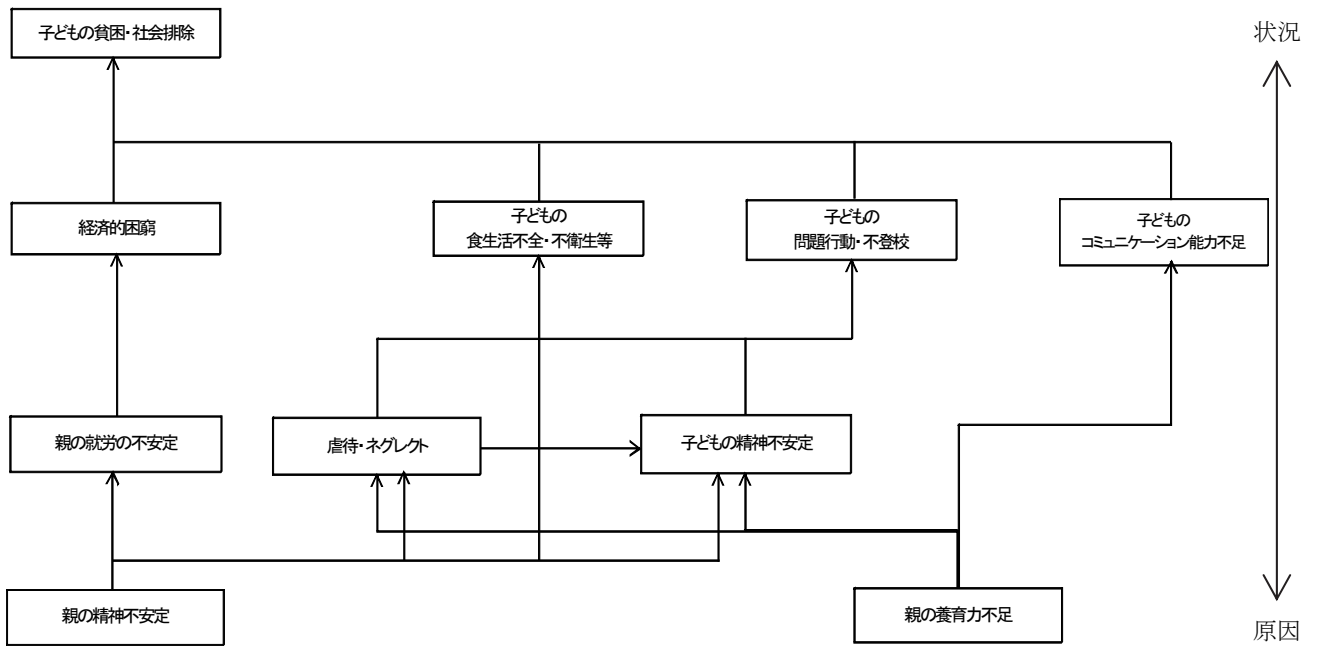 子どもの貧困・社会排除
状況
経済的困窮
子どもの
食生活不全・不衛生等
子どもの
問題行動・不登校
子どもの
コミュニケーション能力不足
親の就労の不安定
虐待・ネグレクト
子どもの精神不安定
親の精神不安定
親の養育力不足
原因